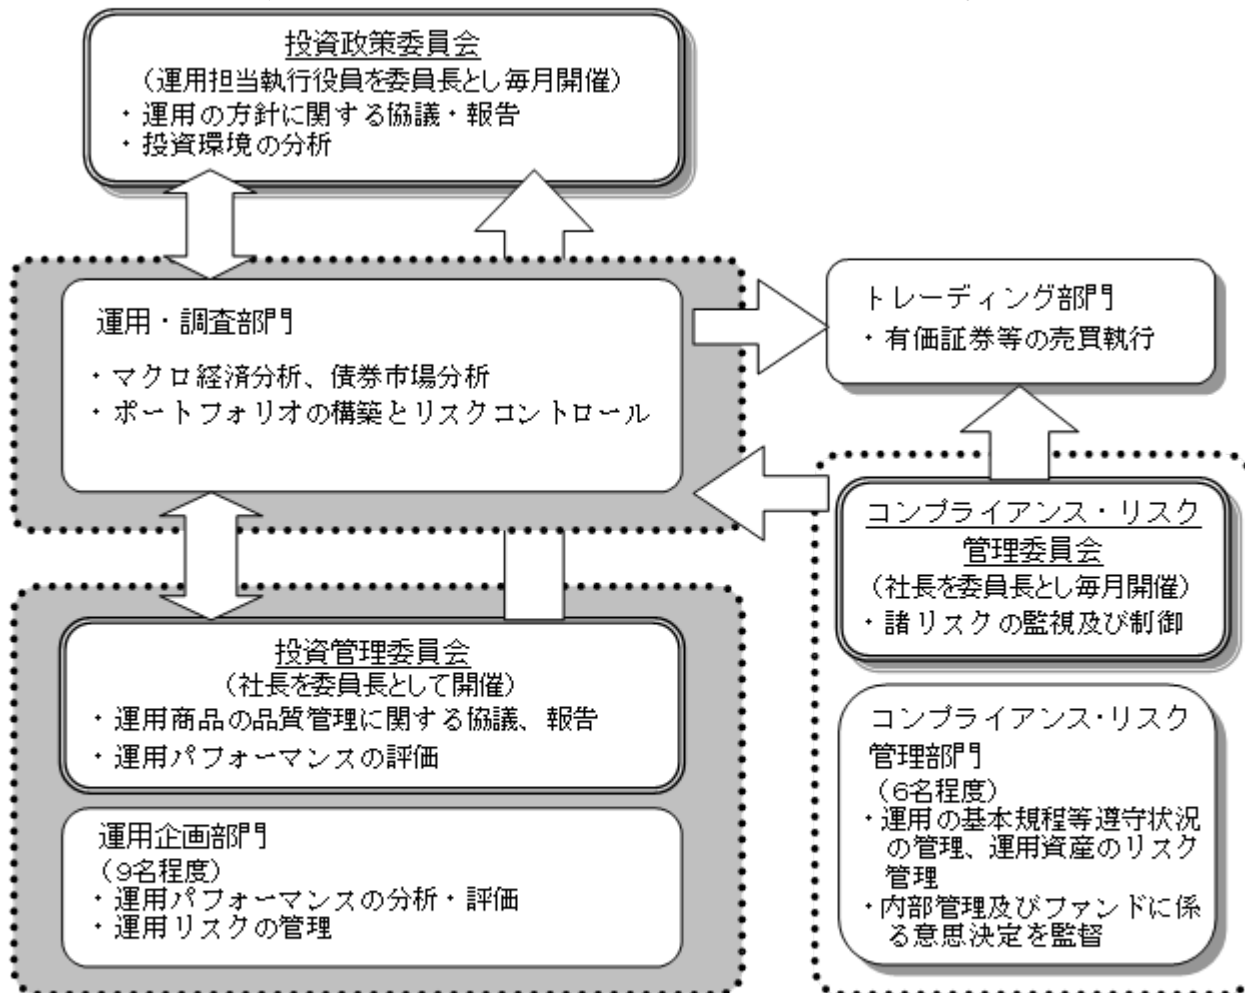 投資政策委員会
(運用担当執行役員を委員長とし毎月開催)
・運用の方針に関する協議・報告
・投資環境の分析
運用・調査部門
・マクロ経済分析、債券市場分析
・ポートフォリオの構築とリスクコントロール
トレーディング部門
・有価証券等の売買執行
コンプライアンス・リスク
管理委員会
(社長を委員長とし毎月開催)
・諸リスクの監視及び制御
投資管理委員会
(社長を委員長として開催)
・運用商品の品質管理に関する協議、報告
・運用パフォーマンスの評価
運用企画部門
(9名程度)
・運用パフォーマンスの分析・評価
・運用リスクの管理
コンプライアンス・リスク
管理部門
(6名程度)
・運用の基本規程等遵守状況
の管理、運用資産のリスク
管理
・内部管理及びファンドに係
る意思決定を監督